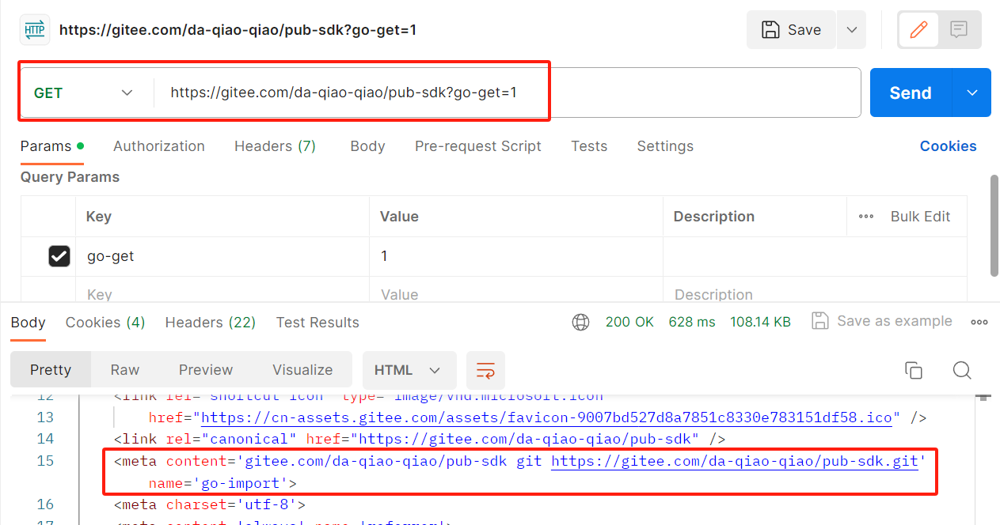 HTTP https://gitee.com/da-qiao-qiao/pub-sdk?go-get=1 Save
GET https://gitee.com/da-qiao-qiao/pub-sdk?go-get=1 Send
Params Authorization Headers (7) Body Pre-request Script Tests Settings Cookies
Query Params
Key Value Description ••• Bulk Edit
go-get 1
Key Value Description
Body Cookies (4) Headers (22) Test Results 200 OK 628 ms 108.14 KB Save as example
Pretty Raw Preview Visualize HTML
12 <link rel="shortcut icon" type="image/vnd.microsoft.icon"
13 href="https://cn-assets.gitee.com/assets/favicon-9007bd527d8a7851c8330e783151df58.ico" />
14 <link rel="canonical" href="https://gitee.com/da-qiao-qiao/pub-sdk" />
15 <meta content='gitee.com/da-qiao-qiao/pub-sdk git https://gitee.com/da-qiao-qiao/pub-sdk.git'
name='go-import'>
16 <meta charset='utf-8'>
17 <meta content='always' name='referrer'>